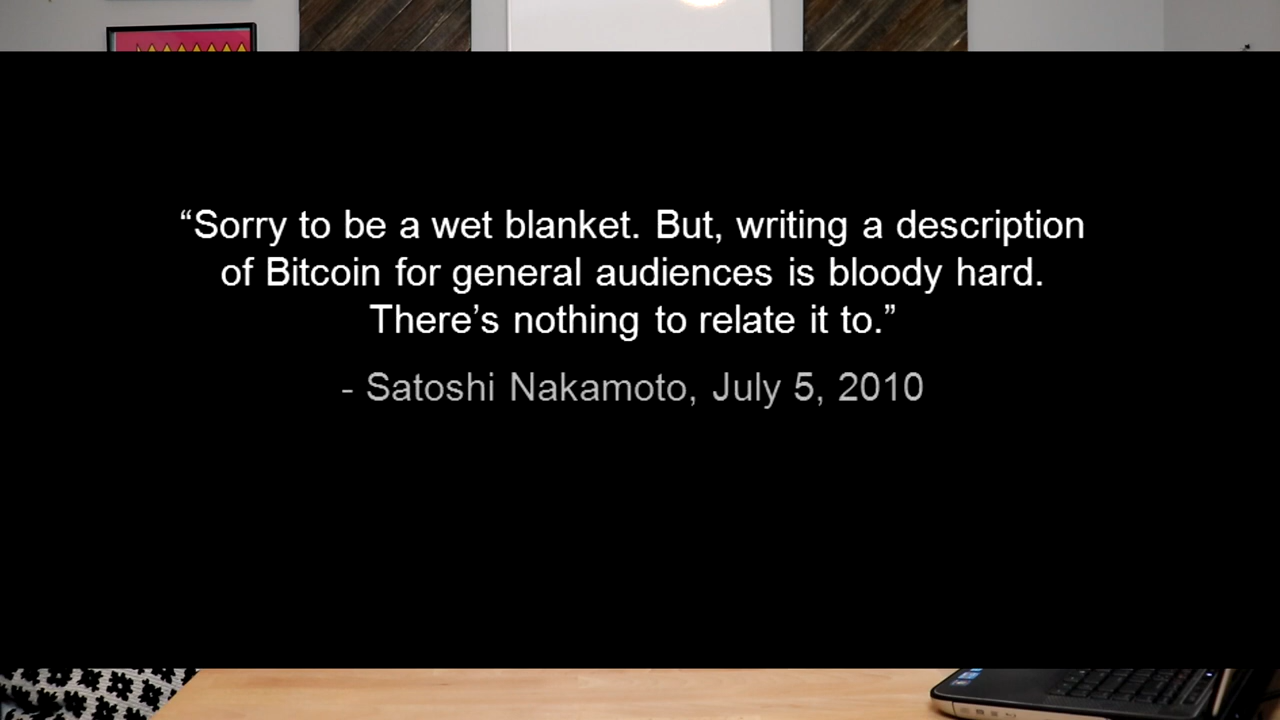 “Sorry to be a wet blanket. But, writing a description
of Bitcoin for general audiences is bloody hard.
There’s nothing to relate it to.”
- Satoshi Nakamoto, July 5, 2010